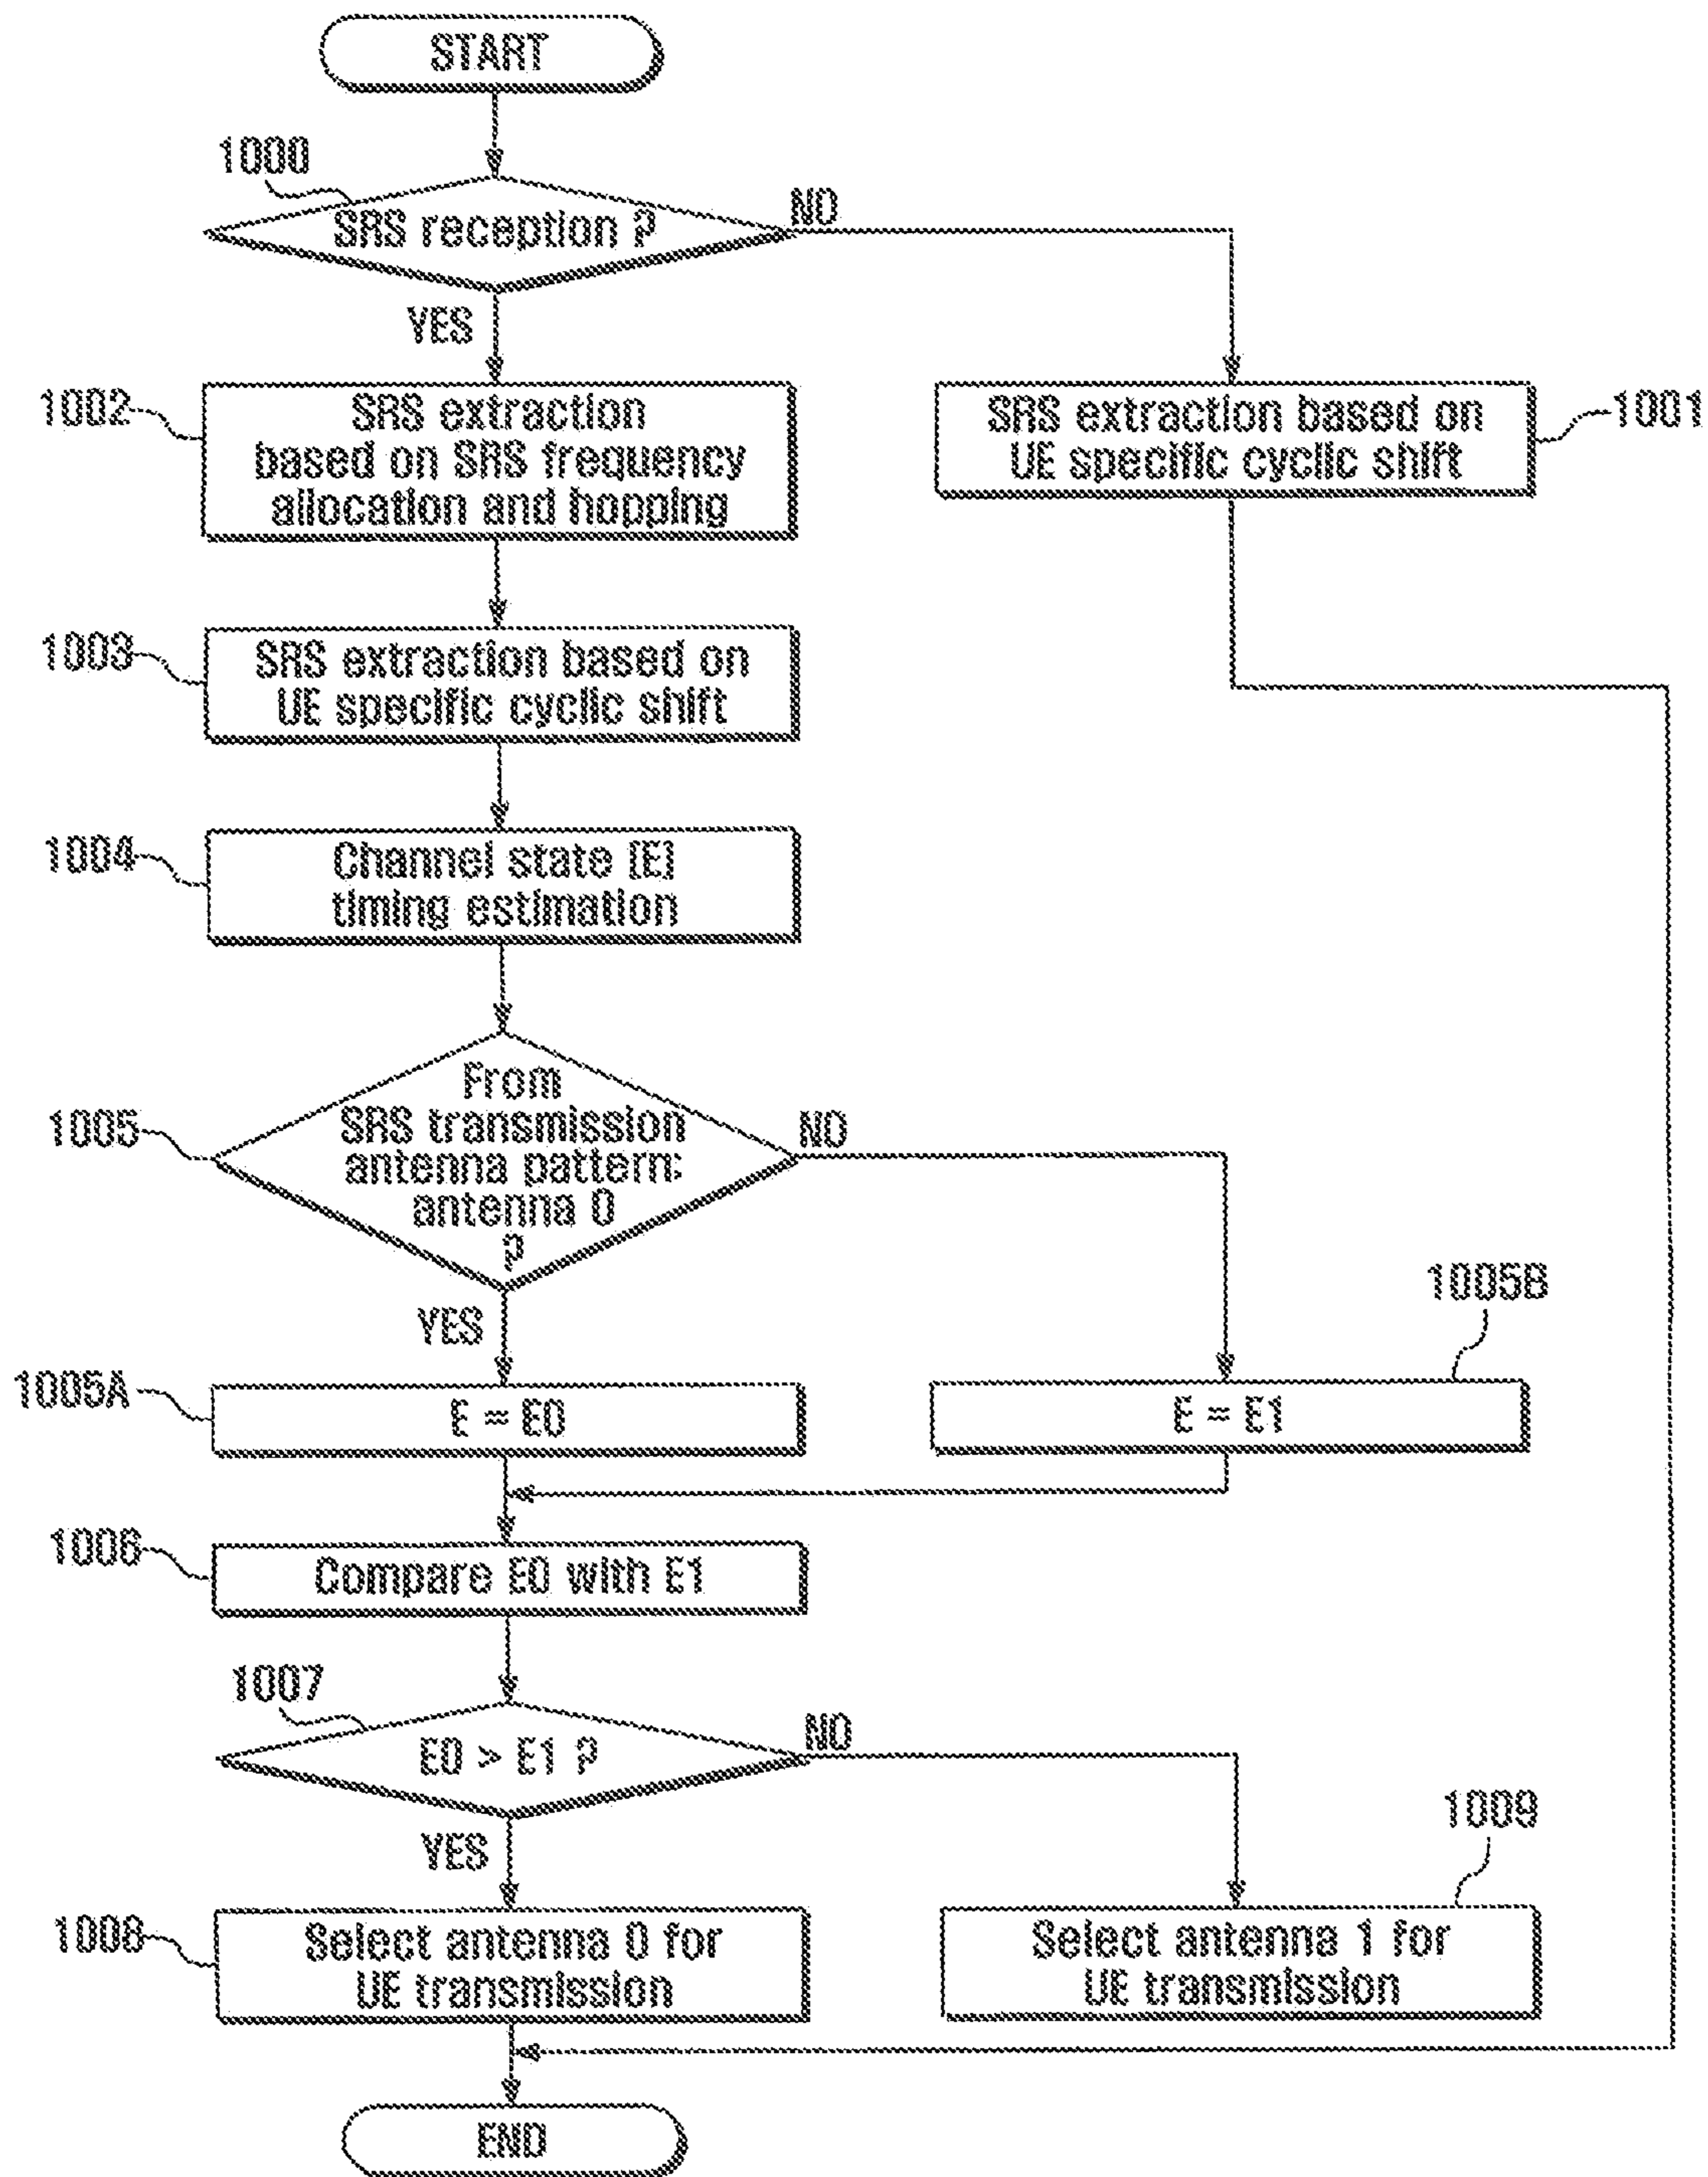 START
1000
SRS reception ?
NO
YES
1002
SRS extraction
based on SRS frequency
allocation and hopping
SRS extraction based on
UE specific cyclic shift
1001
1003
SRS extraction based on
UE specific cyclic shift
1004
Channel state [E]
timing estimation
1005
From
SRS transmission
antenna pattern:
antenna 0
?
NO
YES
1005B
1005A
E = E0
E = E1
1006
Compare E0 with E1
1007
E0 > E1 ?
NO
YES
1009
1008
Select antenna 0 for
UE transmission
Select antenna 1 for
UE transmission
END